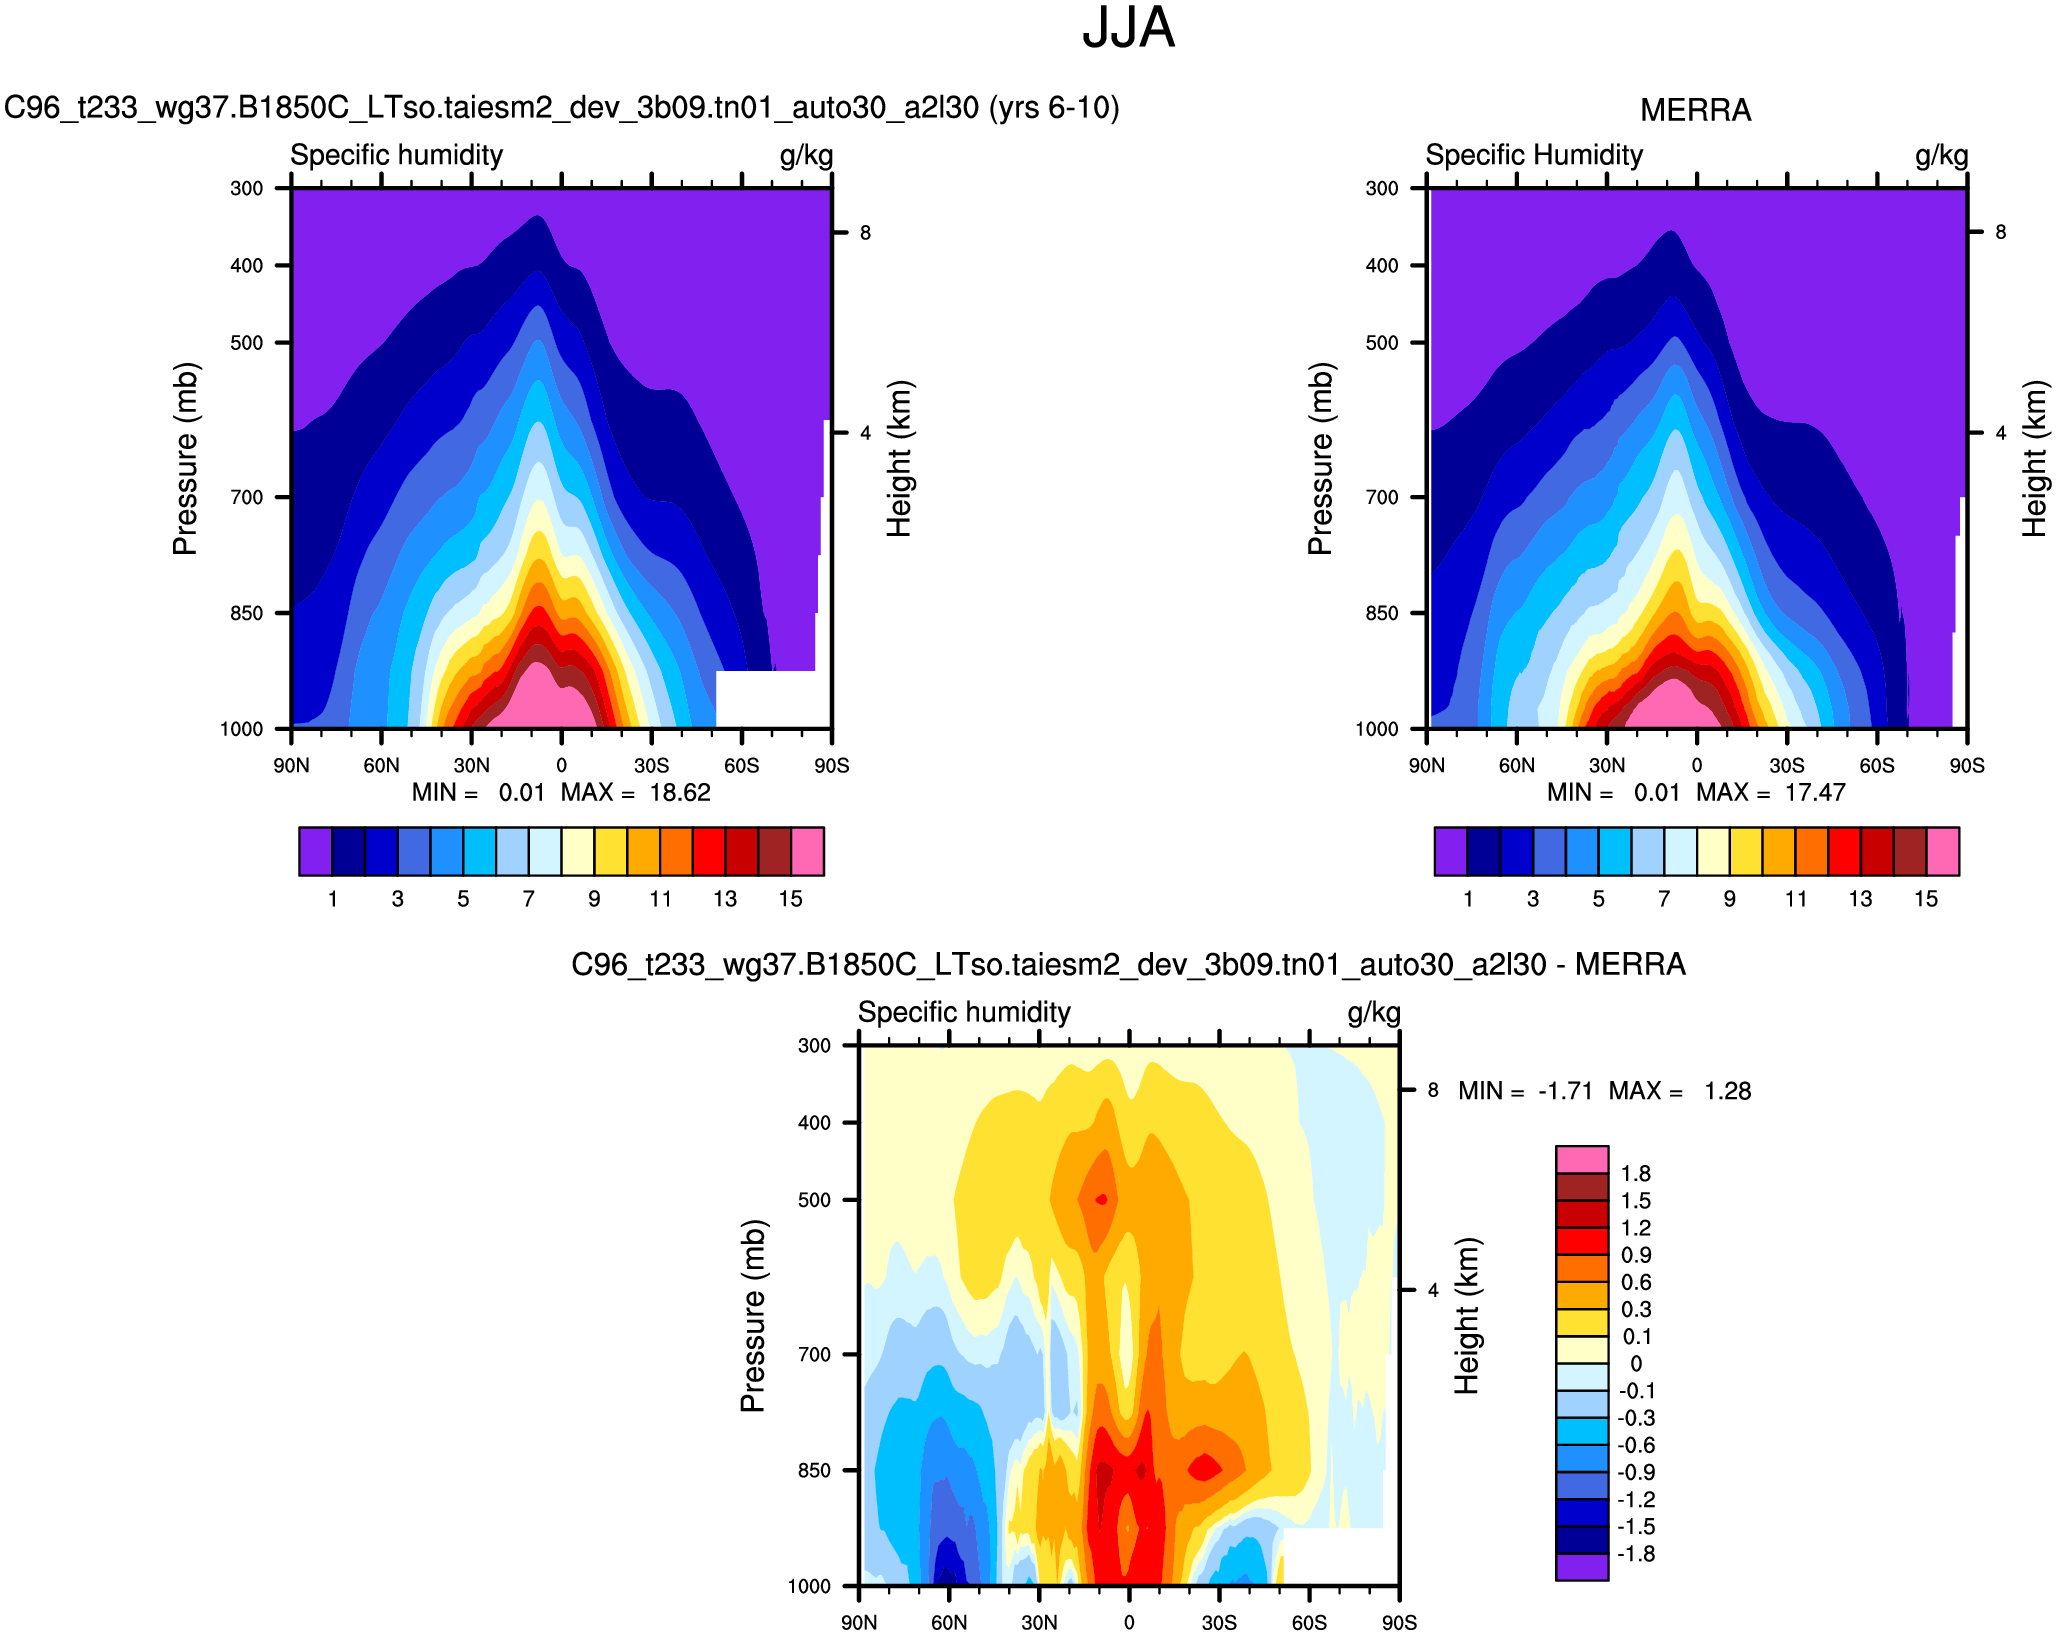 JJA
C96_t233_wg37.B1850C_LTso.taiesm2_dev_3b09.tn01_auto30_a2l30 (yrs 6-10)
Specific humidity g/kg
300
400
500
700
850
1000
Pressure (mb)
8
4
Height (km)
90N 60N 30N 0 30S 60S 90S
MIN = 0.01 MAX = 18.62
1 3 5 7 9 11 13 15
MERRA
Specific Humidity g/kg
300
400
500
700
850
1000
Pressure (mb)
8
4
Height (km)
90N 60N 30N 0 30S 60S 90S
MIN = 0.01 MAX = 17.47
1 3 5 7 9 11 13 15
C96_t233_wg37.B1850C_LTso.taiesm2_dev_3b09.tn01_auto30_a2l30 - MERRA
Specific humidity g/kg
300
400
500
700
850
1000
Pressure (mb)
8
4
Height (km)
90N 60N 30N 0 30S 60S 90S
MIN = -1.71 MAX = 1.28
1.8
1.5
1.2
0.9
0.6
0.3
0.1
0
-0.1
-0.3
-0.6
-0.9
-1.2
-1.5
-1.8